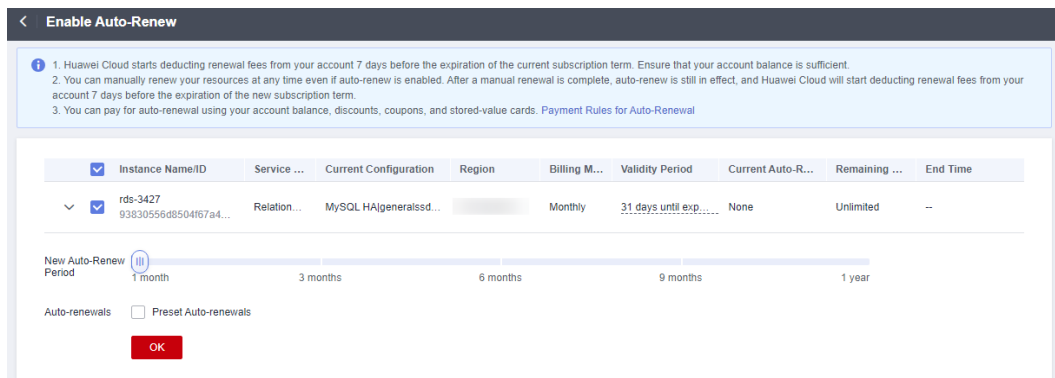 Enable Auto-Renew
1. Huawei Cloud starts deducting renewal fees from your account 7 days before the expiration of the current subscription term. Ensure that your account balance is sufficient.
2. You can manually renew your resources at any time even if auto-renew is enabled. After a manual renewal is complete, auto-renew is still in effect, and Huawei Cloud will start deducting renewal fees from your
account 7 days before the expiration of the new subscription term.
3. You can pay for auto-renewal using your account balance, discounts, coupons, and stored-value cards. Payment Rules for Auto-Renewal
Instance Name/ID Service ... Current Configuration Region Billing M... Validity Period Current Auto-R... Remaining ... End Time
rds-3427
93830556d8504f67a4...
Relation... MySQL HA|generalssd... Monthly 31 days until exp... None Unlimited --
New Auto-Renew
Period
1 month 3 months 6 months 9 months 1 year
Auto-renewals Preset Auto-renewals
OK